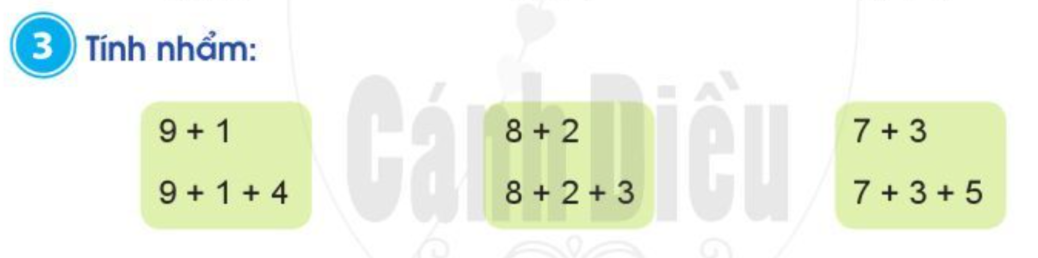 3 Tính nhẩm:
9 + 1 8 + 2 7 + 3
9 + 1 + 4 8 + 2 + 3 7 + 3 + 5
Cánh Diều